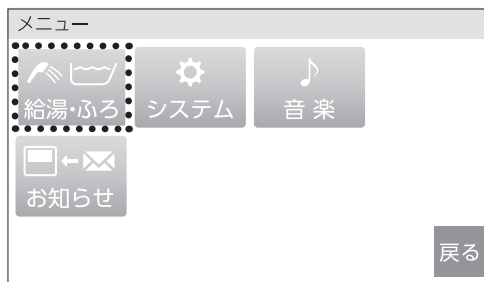 メニュー
給湯・ふろ
システム
音楽
お知らせ
戻る